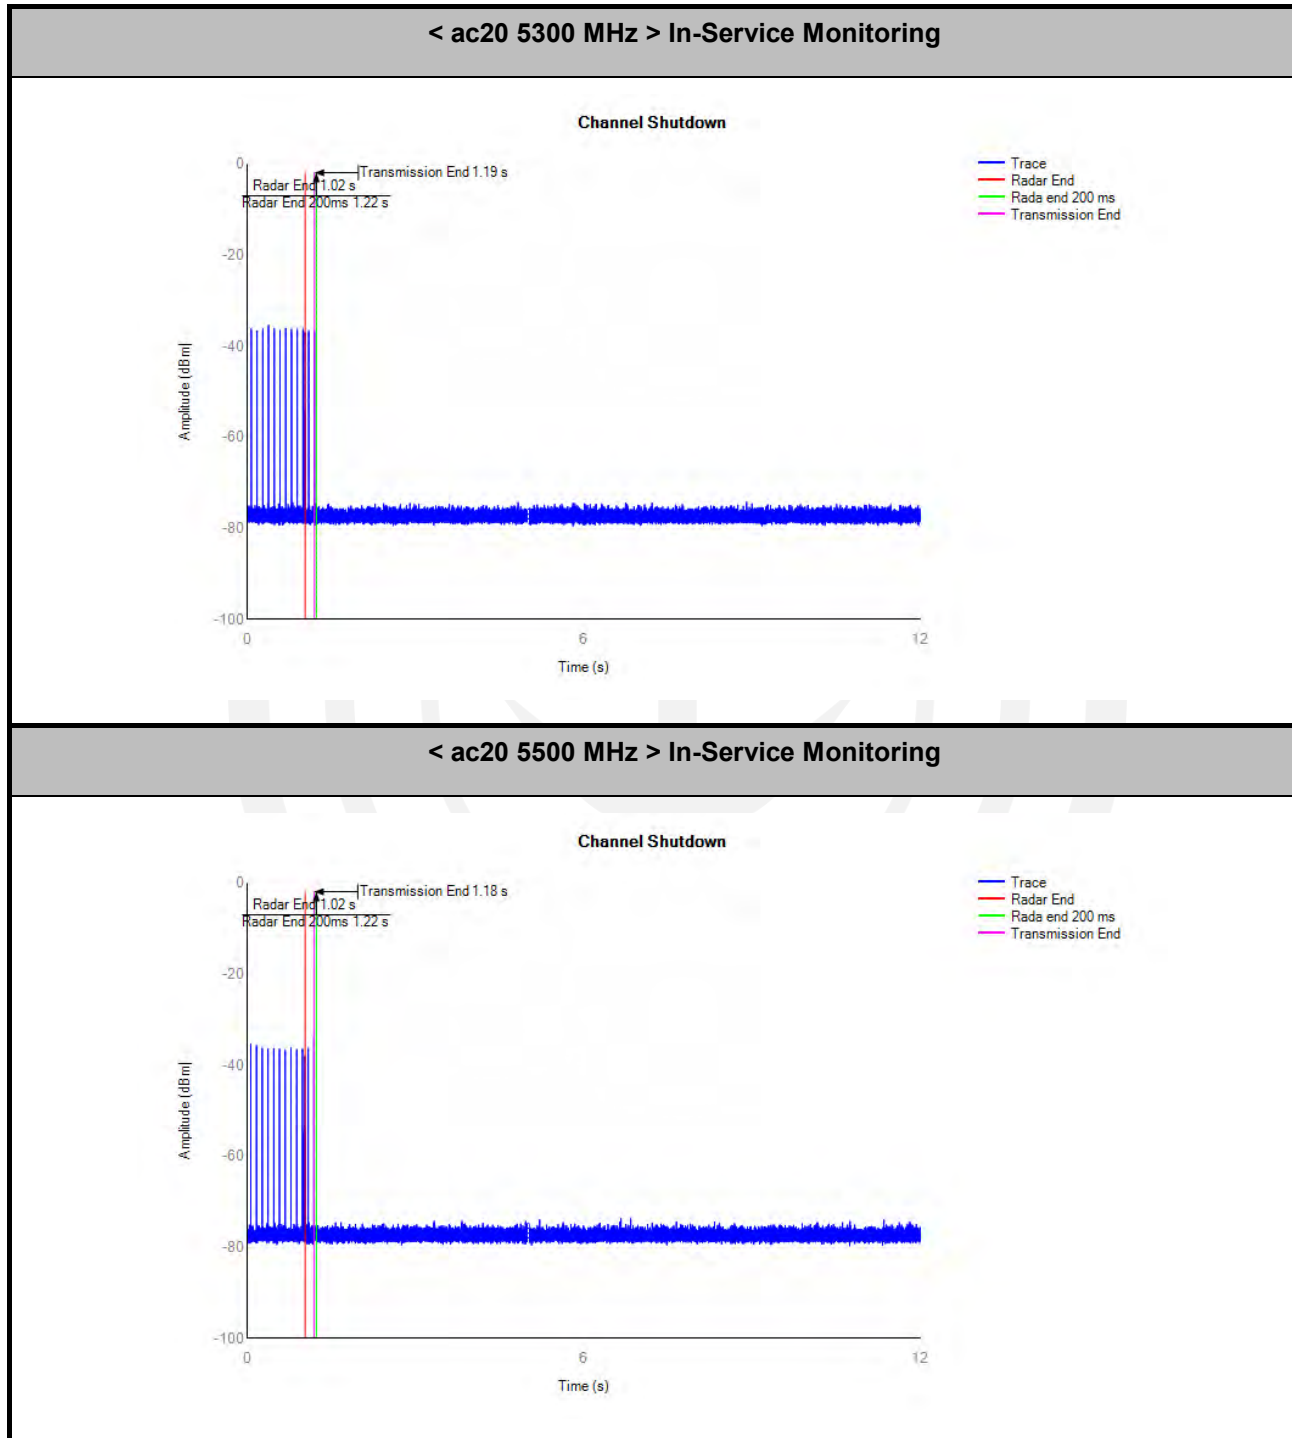 < ac20 5300 MHz > In-Service Monitoring
Channel Shutdown
0
Transmission End 1.19 s
Radar End 1.02 s
Radar End 200ms 1.22 s
Trace
Radar End
Rada end 200 ms
Transmission End
-20
-40
-60
-80
-100
Amplitude [dBm]
0
6
12
Time (s)
< ac20 5500 MHz > In-Service Monitoring
Channel Shutdown
0
Transmission End 1.18 s
Radar End 1.02 s
Radar End 200ms 1.22 s
Trace
Radar End
Rada end 200 ms
Transmission End
-20
-40
-60
-80
-100
Amplitude [dBm]
0
6
12
Time (s)